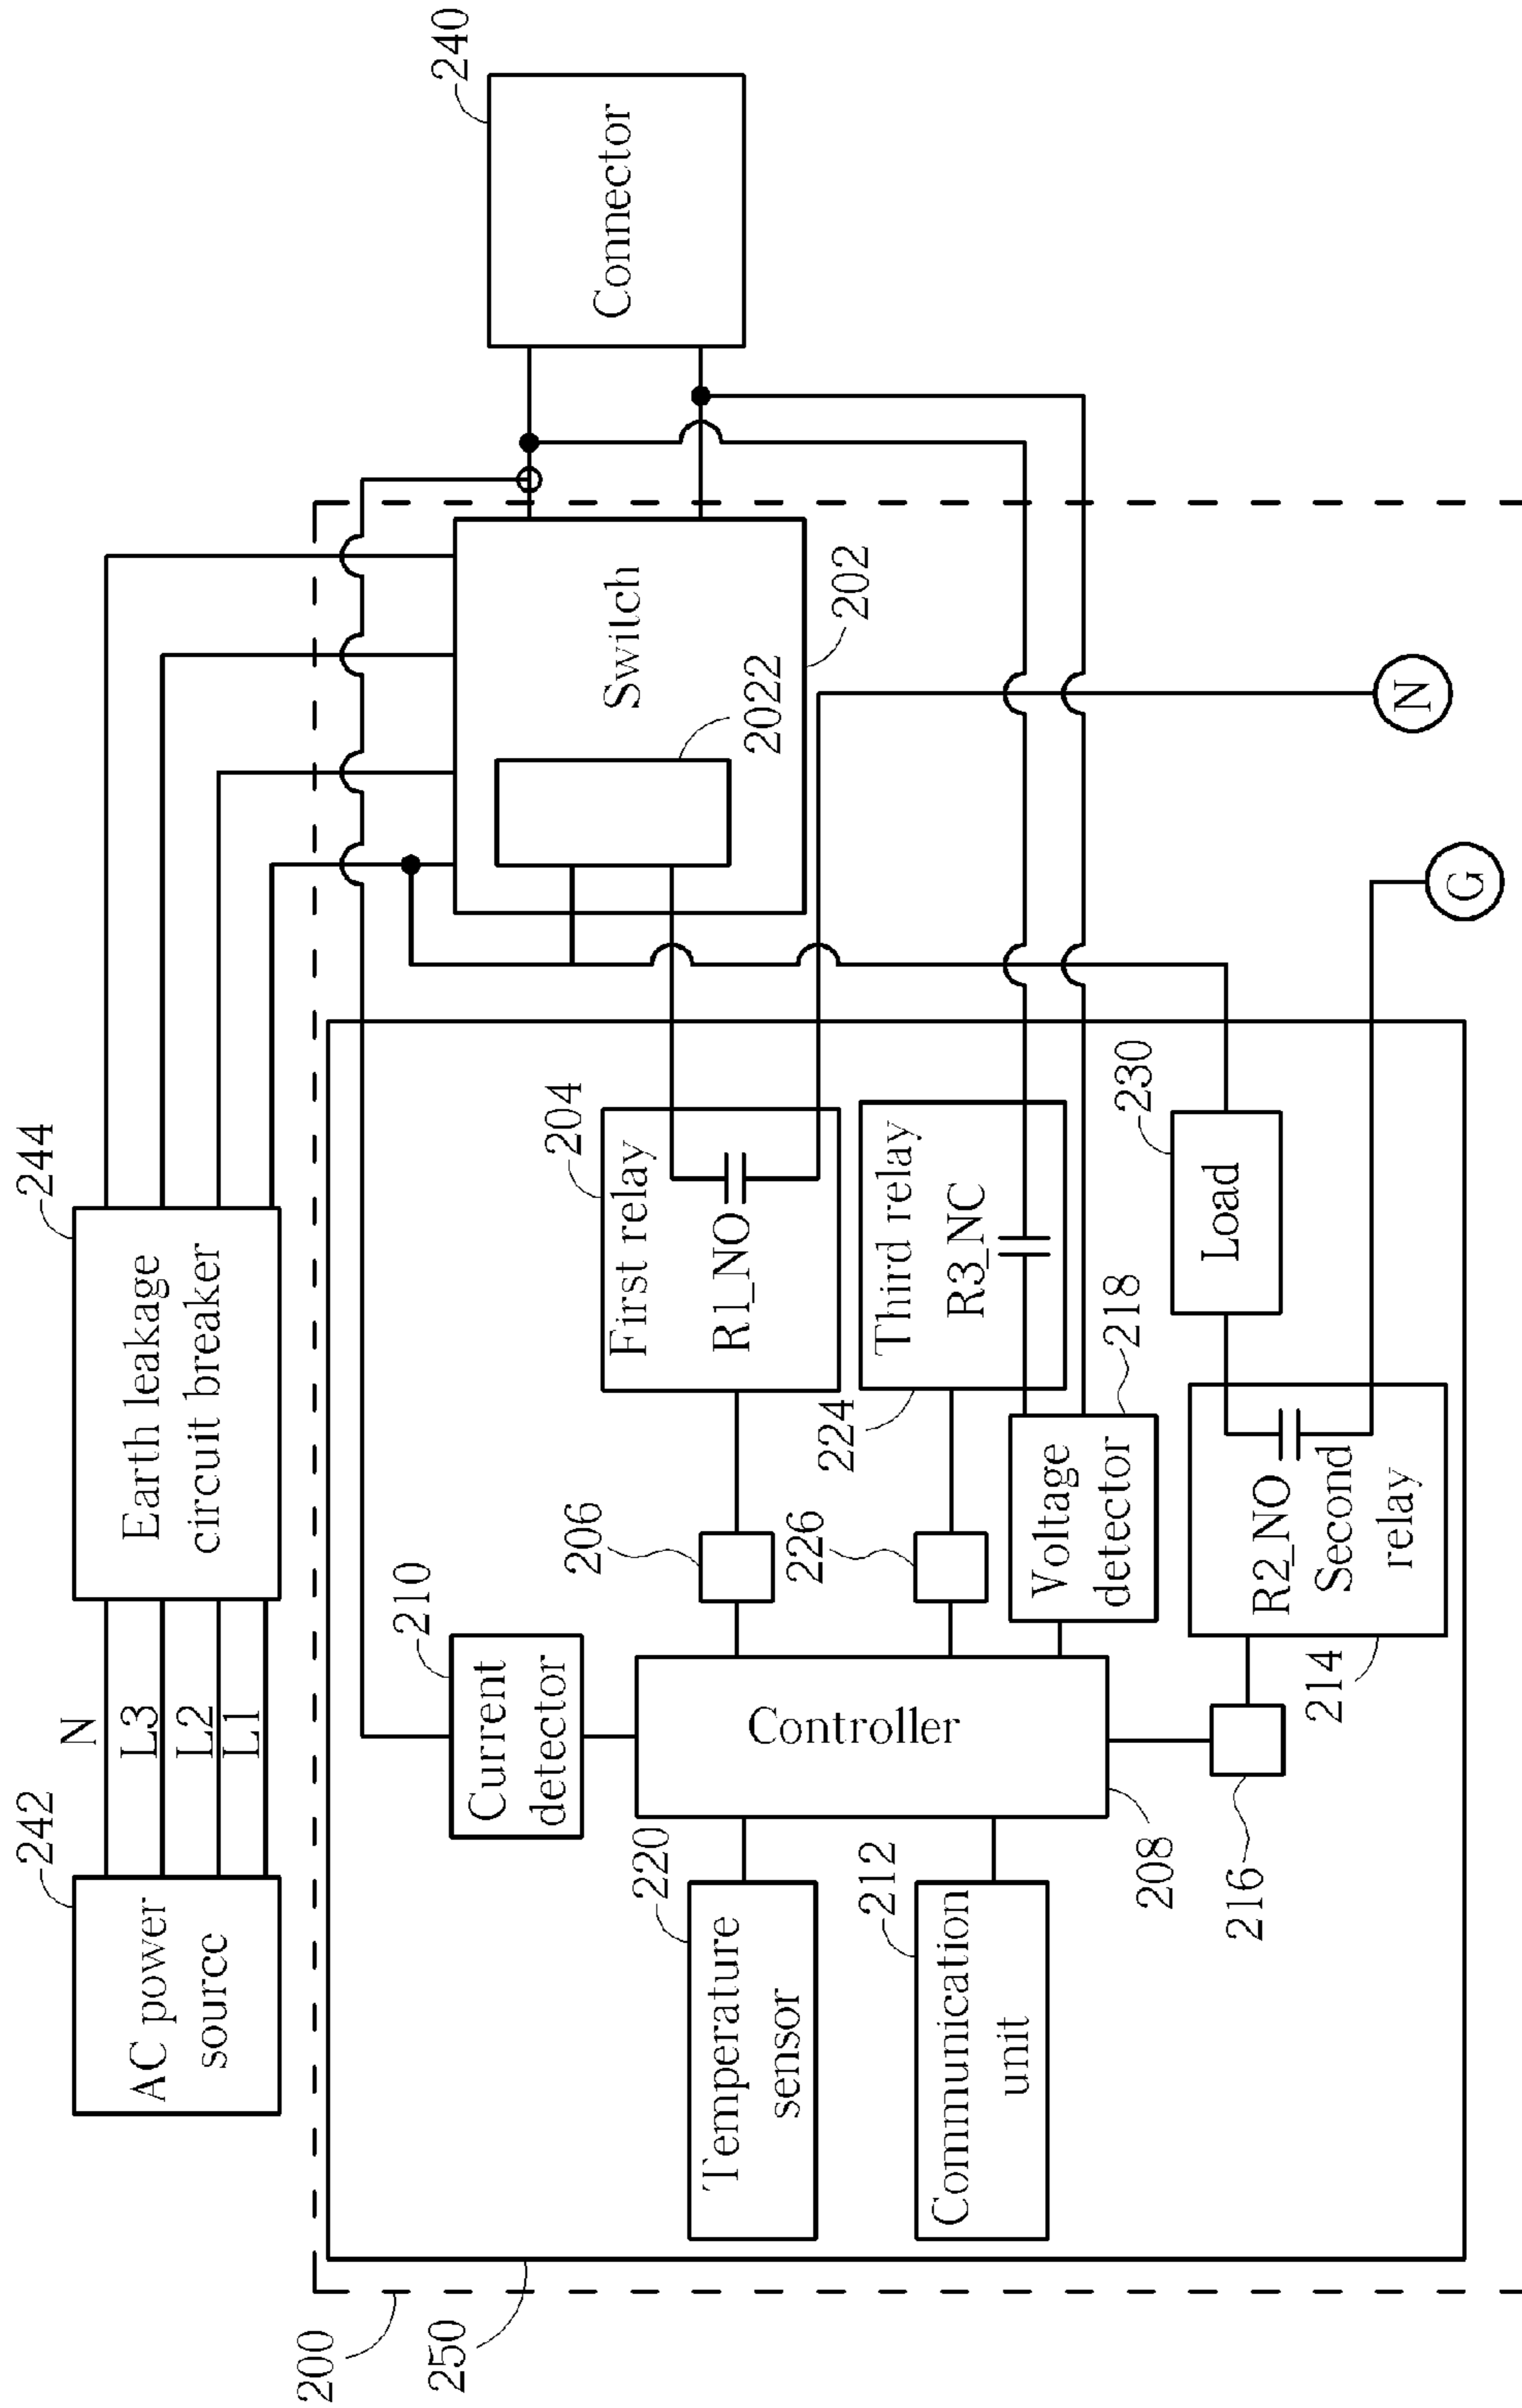 200
250
242
AC power
source
N
L3
L2
L1
244
Earth leakage
circuit breaker
240
Connector
Switch
2022
202
210
Current
detector
204
First relay
R1_NO
206
220
Temperature
sensor
Controller
208
212
Communication
unit
226
224
Third relay
R3_NC
218
Voltage
detector
230
Load
216
214
R2_NO
Second
relay
N
G